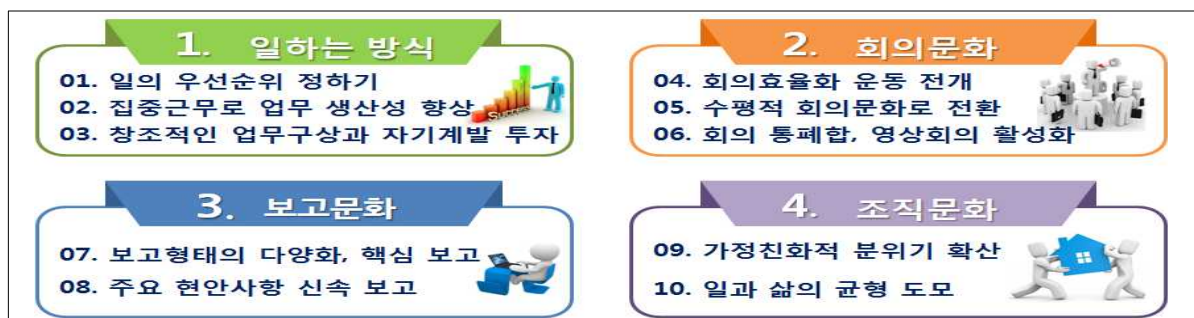 1. 일하는 방식
01. 일의 우선순위 정하기
02. 집중근무로 업무 생산성 향상
03. 창조적인 업무구상과 자기계발 투자
Success
2. 회의문화
04. 회의효율화 운동 전개
05. 수평적 회의문화로 전환
06. 회의 통폐합, 영상회의 활성화
3. 보고문화
07. 보고형태의 다양화, 핵심 보고
08. 주요 현안사항 신속 보고
4. 조직문화
09. 가정친화적 분위기 확산
10. 일과 삶의 균형 도모